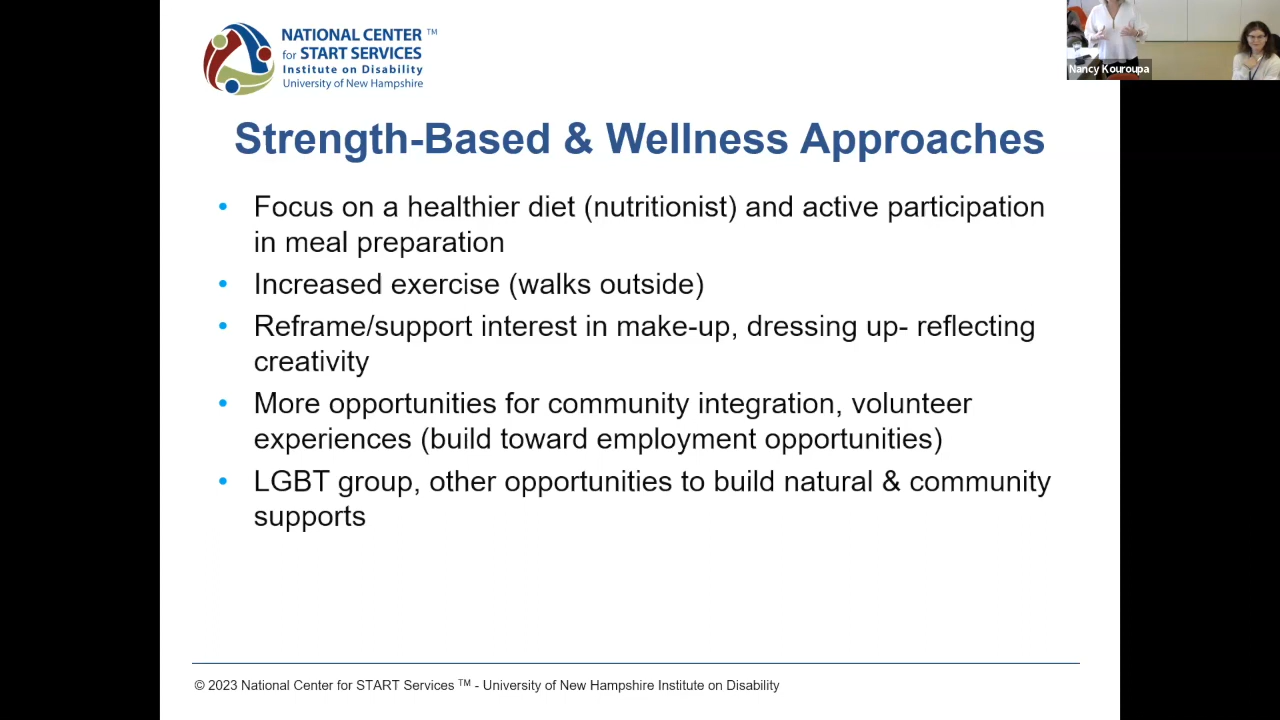 NATIONAL CENTER ™
for START SERVICES
Institute on Disability
University of New Hampshire
Nancy Kouroupa
Strength-Based & Wellness Approaches
• Focus on a healthier diet (nutritionist) and active participation
in meal preparation
• Increased exercise (walks outside)
• Reframe/support interest in make-up, dressing up- reflecting
creativity
• More opportunities for community integration, volunteer
experiences (build toward employment opportunities)
• LGBT group, other opportunities to build natural & community
supports
© 2023 National Center for START Services ™ - University of New Hampshire Institute on Disability